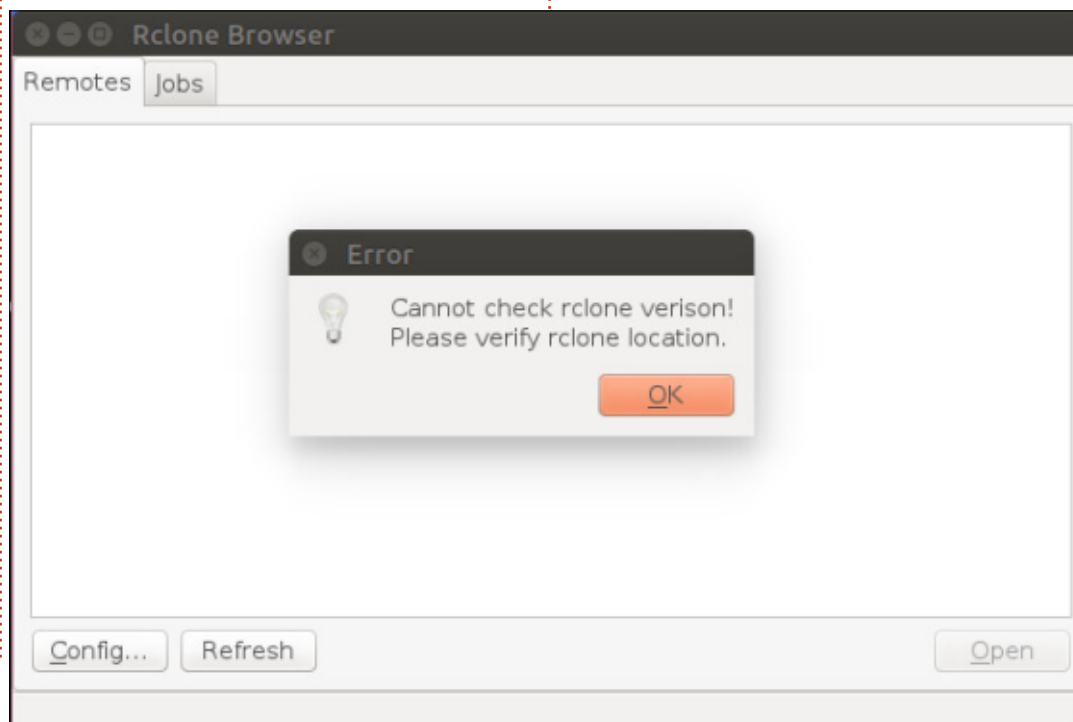 Rclone Browser
Remotes Jobs
Error
Cannot check rclone verison!
Please verify rclone location.
OK
Config... Refresh Open